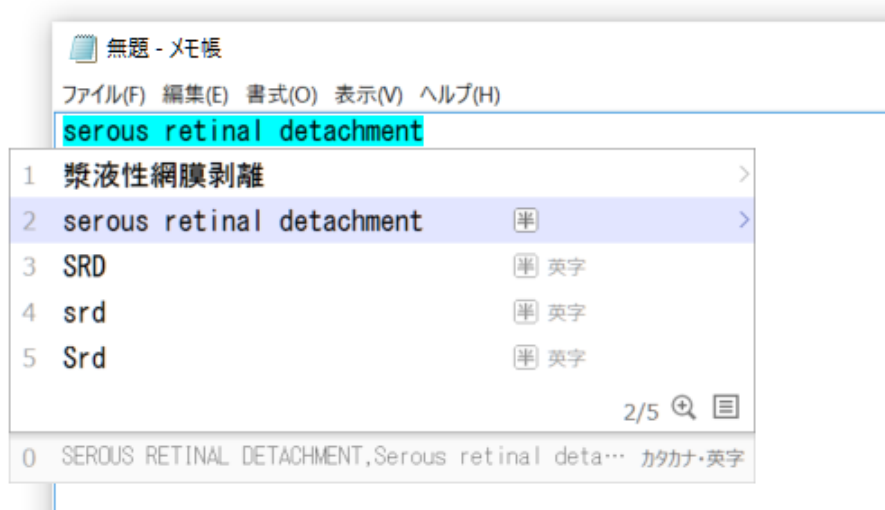 無題 - メモ帳
ファイル(F) 編集(E) 書式(O) 表示(V) ヘルプ(H)
serous retinal detachment
1 漿液性網膜剥離
2 serous retinal detachment 半
3 SRD 半 英字
4 srd 半 英字
5 Srd 半 英字
2/5
0 SEROUS RETINAL DETACHMENT,Serous retinal deta… カタカナ・英字